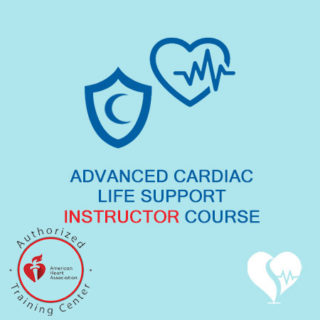 ADVANCED CARDIAC
LIFE SUPPORT
INSTRUCTOR COURSE
Authorized
American
Heart
Association
Training Center